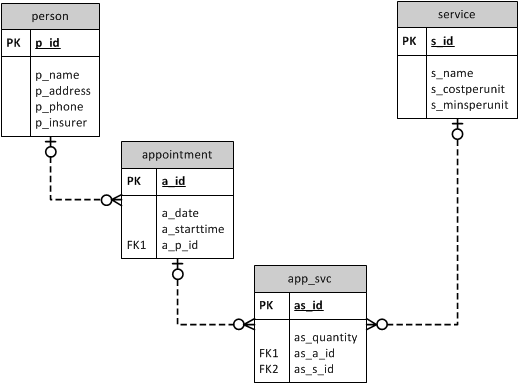 person
PK p_id
p_name
p_address
p_phone
p_insurer
service
PK s_id
s_name
s_costperunit
s_minsperunit
appointment
PK a_id
a_date
a_starttime
FK1 a_p_id
app_svc
PK as_id
as_quantity
FK1 as_a_id
FK2 as_s_id